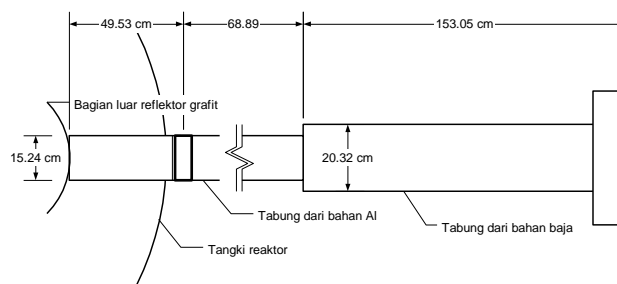 49.53 cm
68.89
153.05 cm
Bagian luar reflektor grafit
15.24 cm
20.32 cm
Tabung dari bahan Al
Tabung dari bahan baja
Tangki reaktor